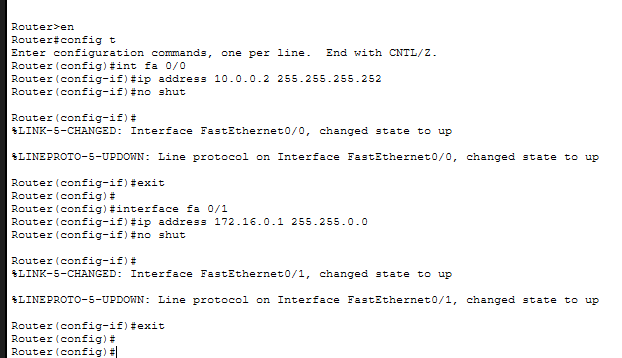 Router>en
Router#config t
Enter configuration commands, one per line.  End with CNTL/Z.
Router(config)#int fa 0/0
Router(config-if)#ip address 10.0.0.2 255.255.255.252
Router(config-if)#no shut
Router(config-if)#
%LINK-5-CHANGED: Interface FastEthernet0/0, changed state to up
%LINEPROTO-5-UPDOWN: Line protocol on Interface FastEthernet0/0, changed state to up
Router(config-if)#exit
Router(config)#
Router(config)#interface fa 0/1
Router(config-if)#ip address 172.16.0.1 255.255.0.0
Router(config-if)#no shut
Router(config-if)#
%LINK-5-CHANGED: Interface FastEthernet0/1, changed state to up
%LINEPROTO-5-UPDOWN: Line protocol on Interface FastEthernet0/1, changed state to up
Router(config-if)#exit
Router(config)#
Router(config)#